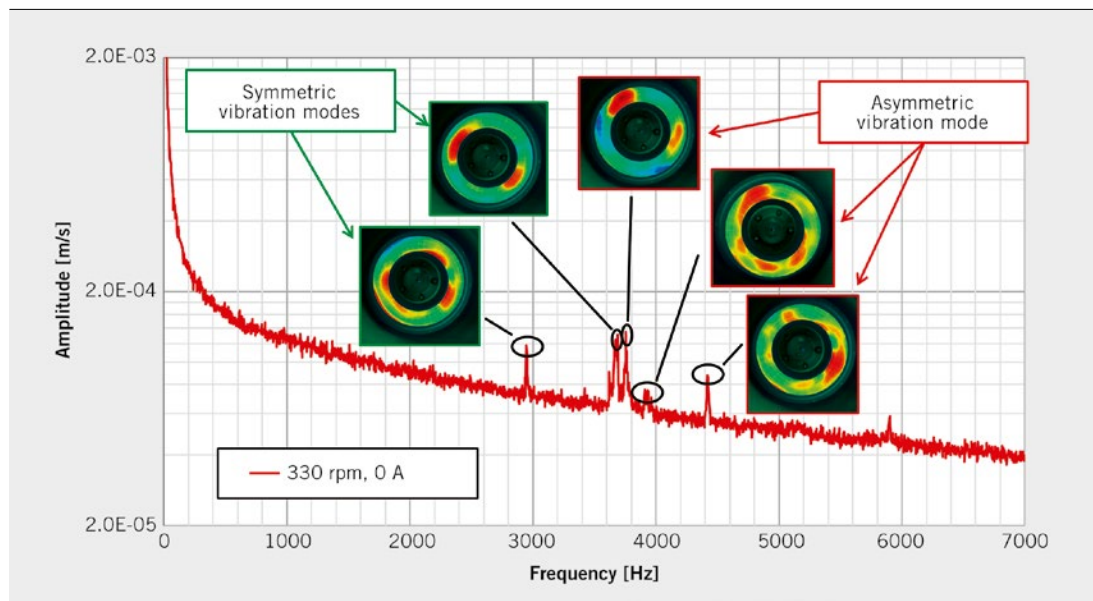 2.0E-03
Symmetric
vibration modes
Asymmetric
vibration mode
Amplitude [m/s]
2.0E-04
330 rpm, 0 A
2.0E-05
0 1000 2000 3000 4000 5000 6000 7000
Frequency [Hz]